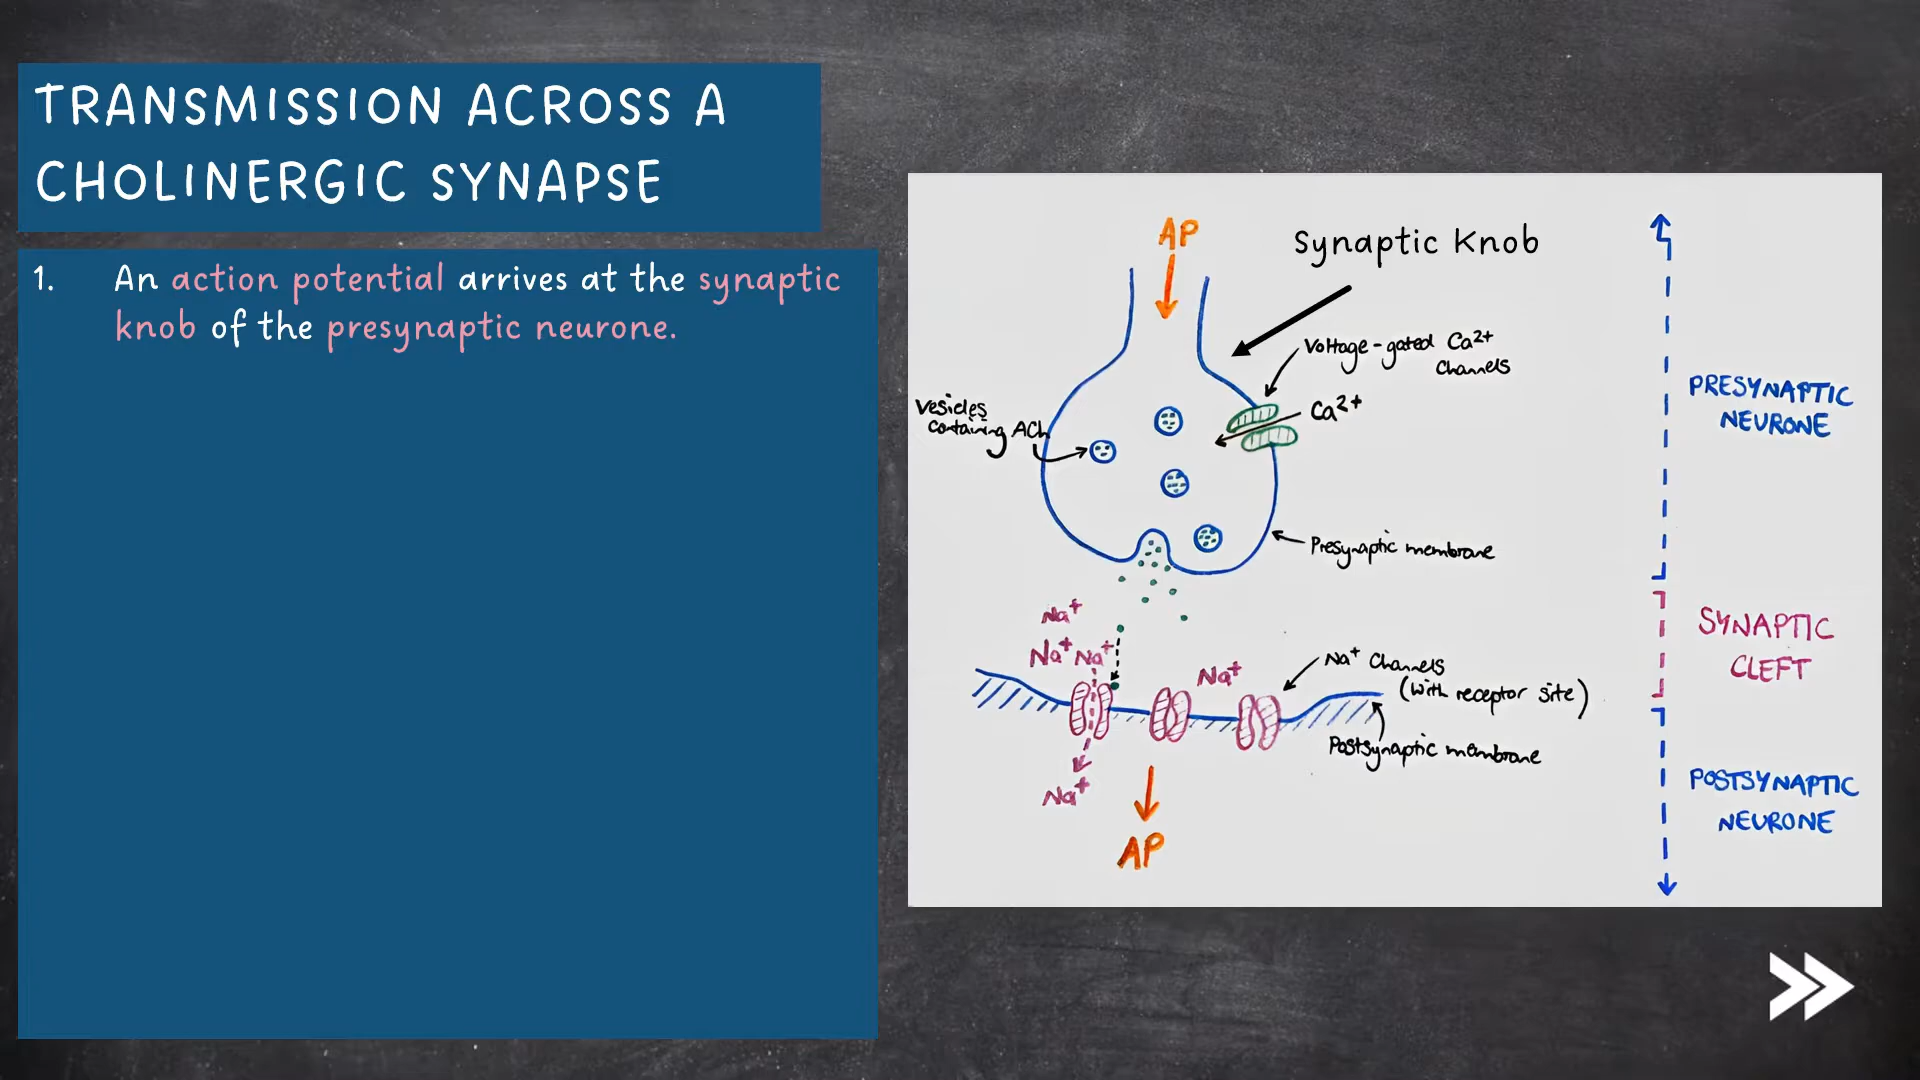 TRANSMISSION ACROSS A
CHOLINERGIC SYNAPSE
1. An action potential arrives at the synaptic
knob of the presynaptic neurone.
AP
Synaptic Knob
Voltage-gated Ca²⁺
Channels
Ca²⁺
Vesicles
containing ACh
Presynaptic membrane
Na⁺
Na⁺ Na⁺
Na⁺
Na⁺ Channels
(with receptor site)
Postsynaptic membrane
Na⁺
AP
PRESYNAPTIC
NEURONE
SYNAPTIC
CLEFT
POSTSYNAPTIC
NEURONE